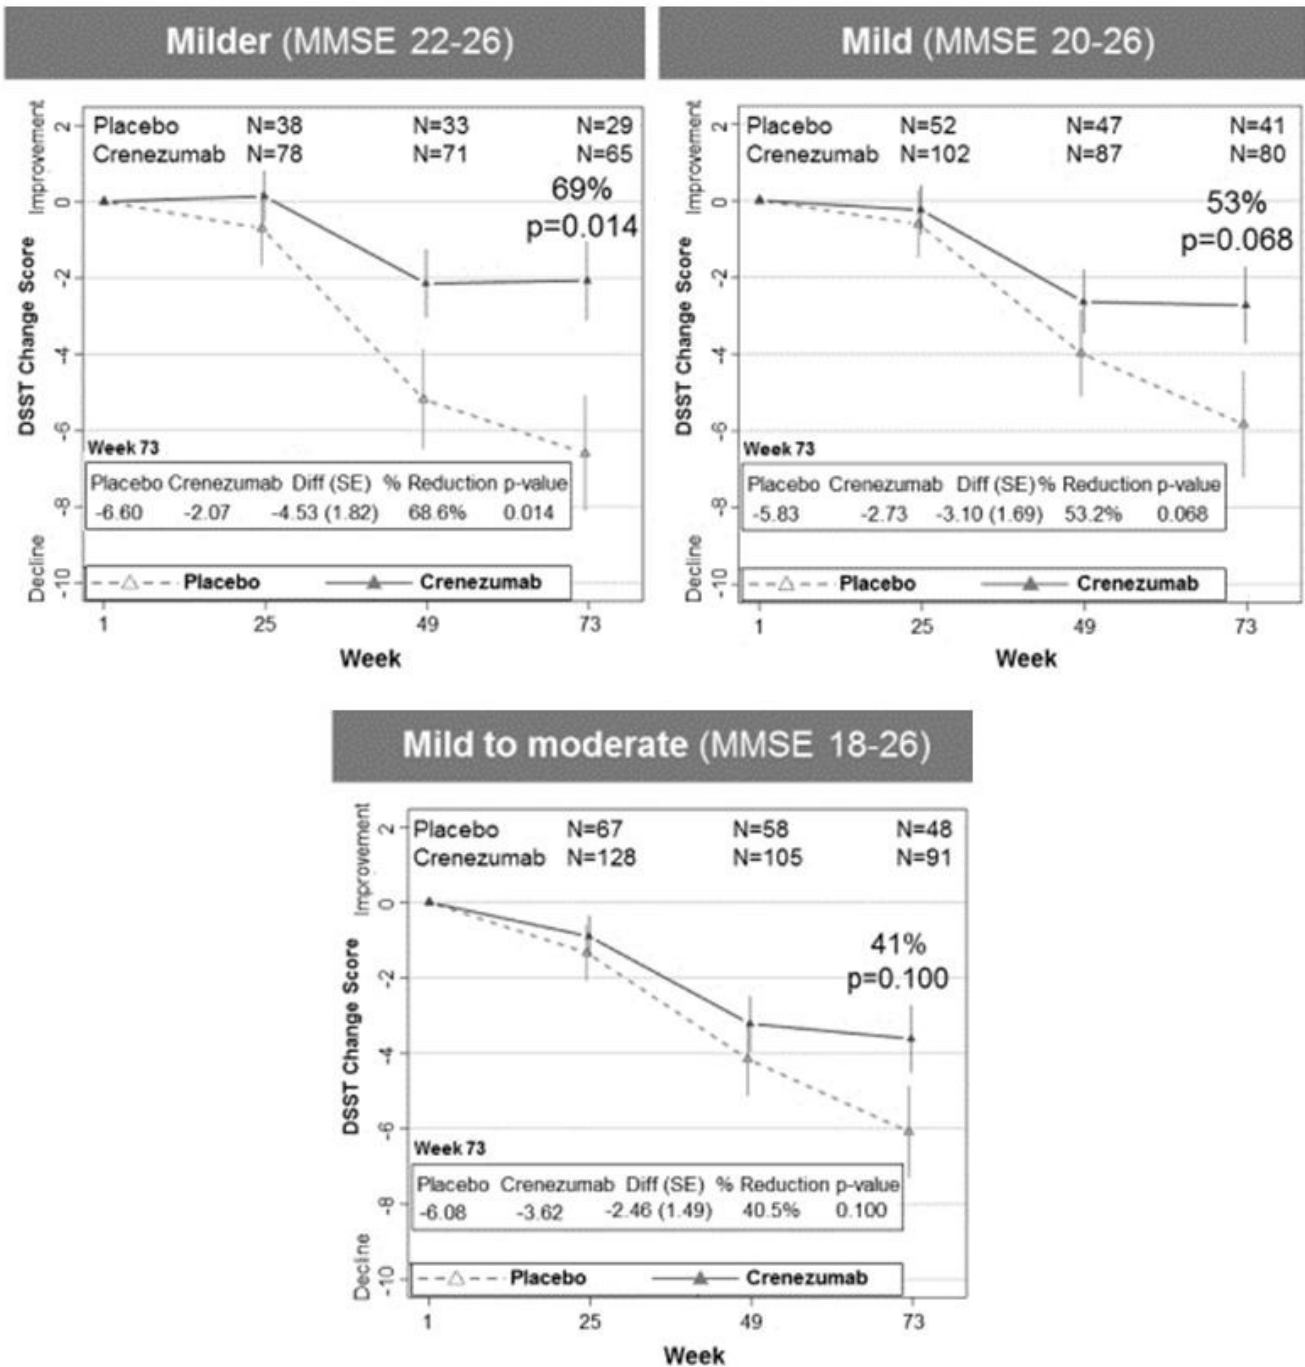 Milder (MMSE 22-26)
Improvement
Decline
DSST Change Score
2
0
-2
-4
-6
-8
-10
Placebo N=38 N=33 N=29
Crenezumab N=78 N=71 N=65
69%
p=0.014
Week 73
Placebo Crenezumab Diff (SE) % Reduction p-value
-6.60 -2.07 -4.53 (1.82) 68.6% 0.014
Placebo Crenezumab
1 25 49 73
Week
Mild (MMSE 20-26)
Improvement
Decline
DSST Change Score
2
0
-2
-4
-6
-8
-10
Placebo N=52 N=47 N=41
Crenezumab N=102 N=87 N=80
53%
p=0.068
Week 73
Placebo Crenezumab Diff (SE) % Reduction p-value
-5.83 -2.73 -3.10 (1.69) 53.2% 0.068
Placebo Crenezumab
1 25 49 73
Week
Mild to moderate (MMSE 18-26)
Improvement
Decline
DSST Change Score
2
0
-2
-4
-6
-8
-10
Placebo N=67 N=58 N=48
Crenezumab N=128 N=105 N=91
41%
p=0.100
Week 73
Placebo Crenezumab Diff (SE) % Reduction p-value
-6.08 -3.62 -2.46 (1.49) 40.5% 0.100
Placebo Crenezumab
1 25 49 73
Week